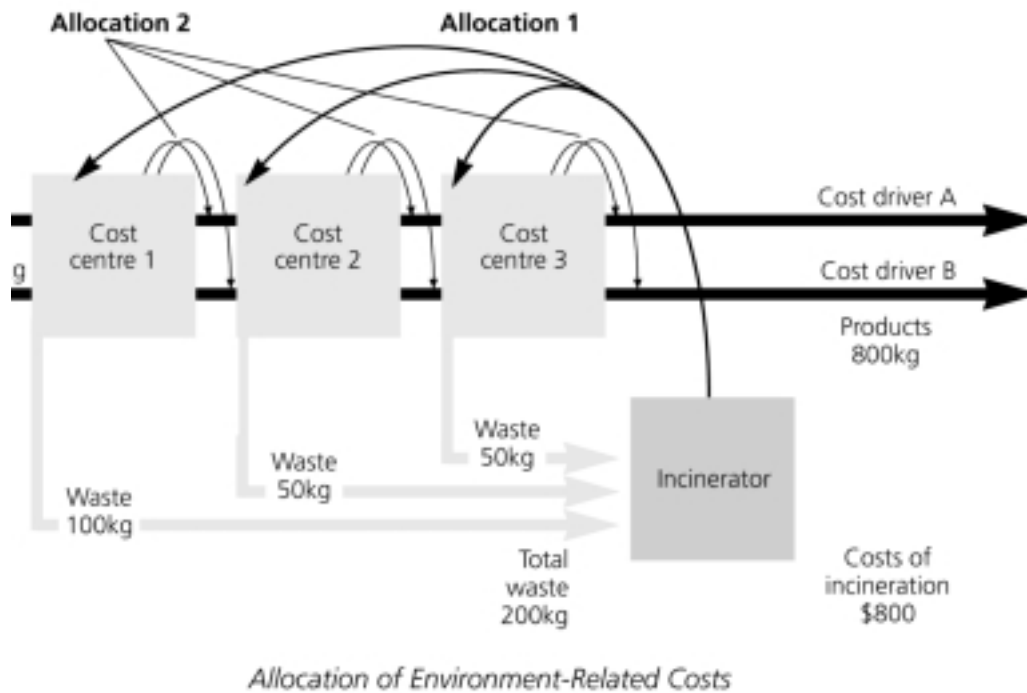 Allocation 2
Allocation 1
Cost
centre 1
Cost
centre 2
Cost
centre 3
Cost driver A
g
Cost driver B
Products
800kg
Waste
50kg
Waste
50kg
Waste
100kg
Incinerator
Total
waste
200kg
Costs of
incineration
$800
Allocation of Environment-Related Costs